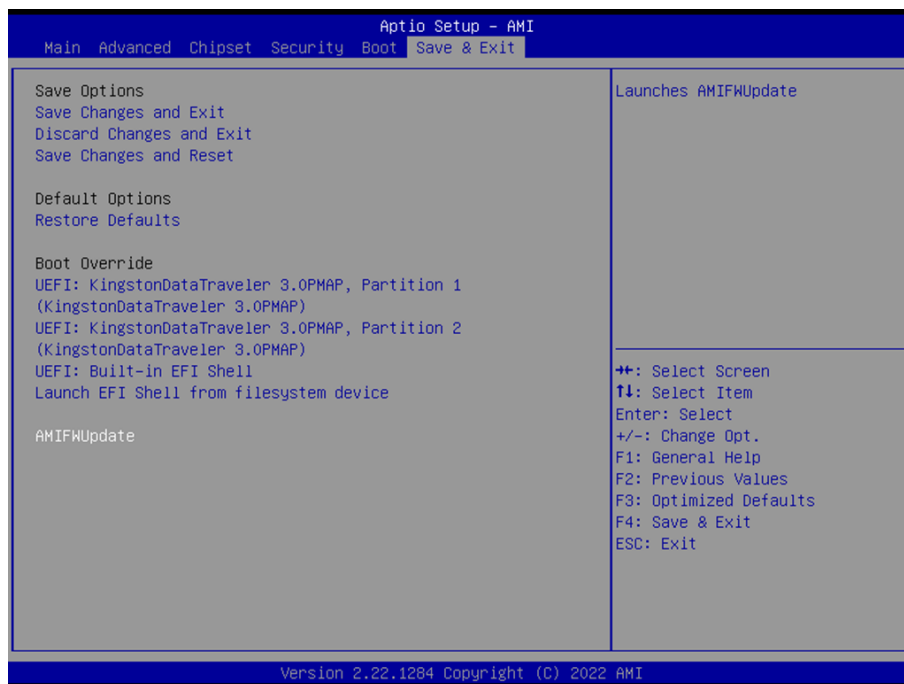 Aptio Setup – AMI
Main Advanced Chipset Security Boot Save & Exit
Save Options
Save Changes and Exit
Discard Changes and Exit
Save Changes and Reset
Default Options
Restore Defaults
Boot Override
UEFI: KingstonDataTraveler 3.0PMAP, Partition 1
(KingstonDataTraveler 3.0PMAP)
UEFI: KingstonDataTraveler 3.0PMAP, Partition 2
(KingstonDataTraveler 3.0PMAP)
UEFI: Built-in EFI Shell
Launch EFI Shell from filesystem device
AMIFWUpdate
Launches AMIFWUpdate
→←: Select Screen
↑↓: Select Item
Enter: Select
+/-: Change Opt.
F1: General Help
F2: Previous Values
F3: Optimized Defaults
F4: Save & Exit
ESC: Exit
Version 2.22.1284 Copyright (C) 2022 AMI